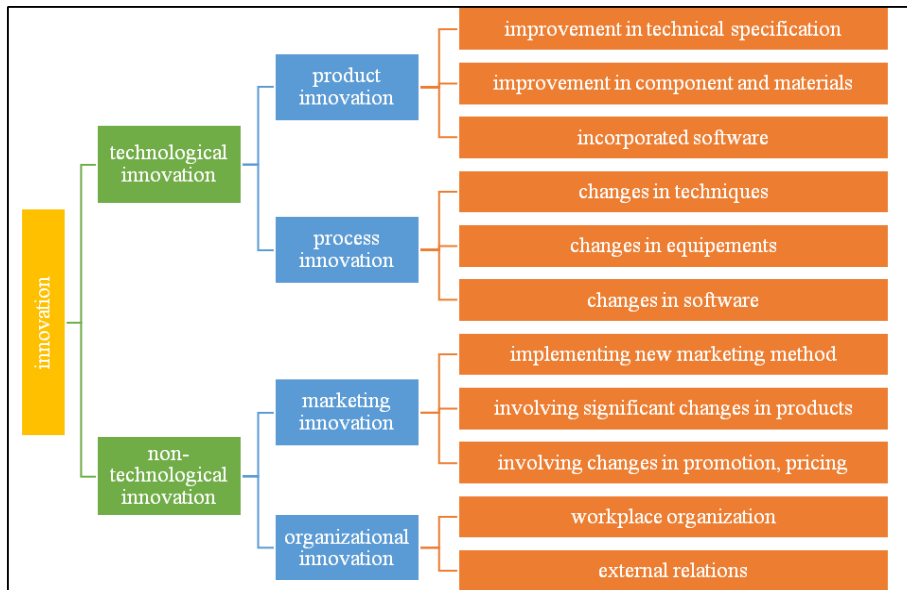 innovation
technological
innovation
product
innovation
improvement in technical specification
improvement in component and materials
incorporated software
process
innovation
changes in techniques
changes in equipements
changes in software
non-
technological
innovation
marketing
innovation
implementing new marketing method
involving significant changes in products
involving changes in promotion, pricing
organizational
innovation
workplace organization
external relations